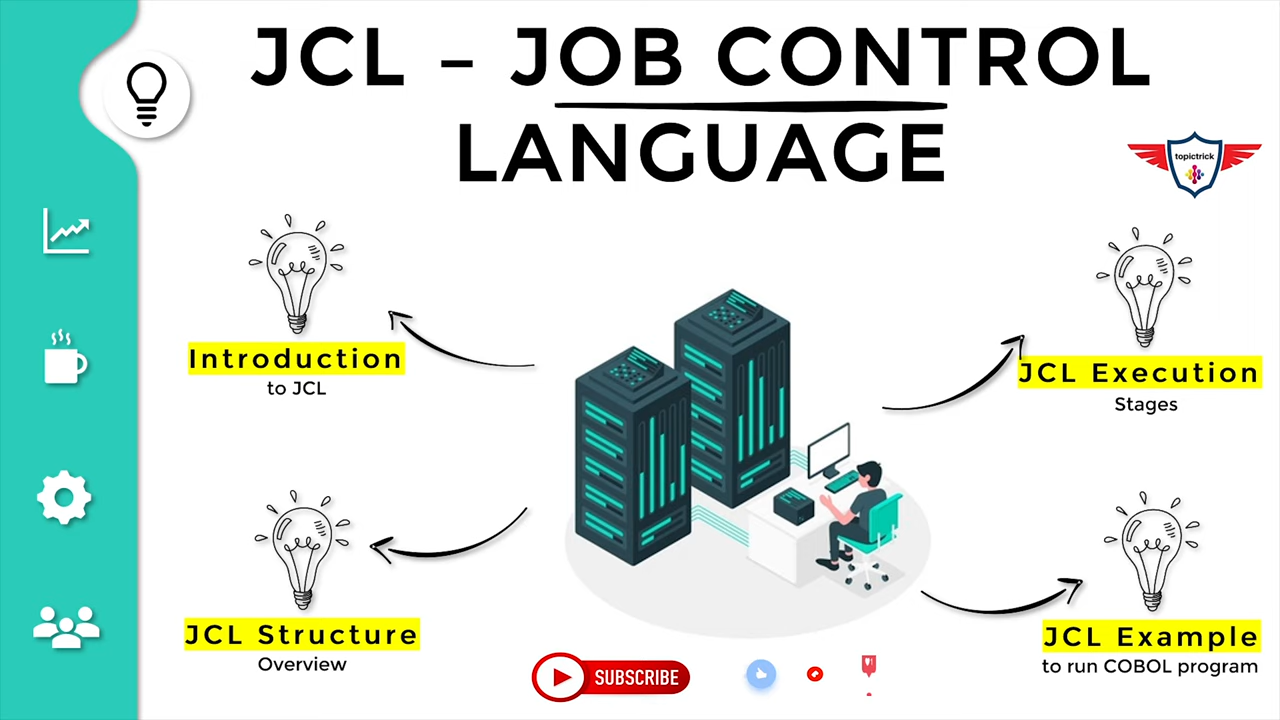 JCL – JOB CONTROL
LANGUAGE
topictrick
Introduction
to JCL
JCL Execution
Stages
JCL Structure
Overview
JCL Example
to run COBOL program
SUBSCRIBE